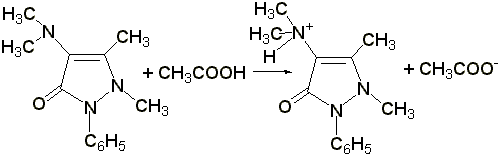 H₃C
H₃C
N
CH₃
O
N
N
CH₃
C₆H₅
+ CH₃COOH
H₃C
H₃C
N⁺
H
CH₃
O
N
N
CH₃
C₆H₅
+ CH₃COO⁻